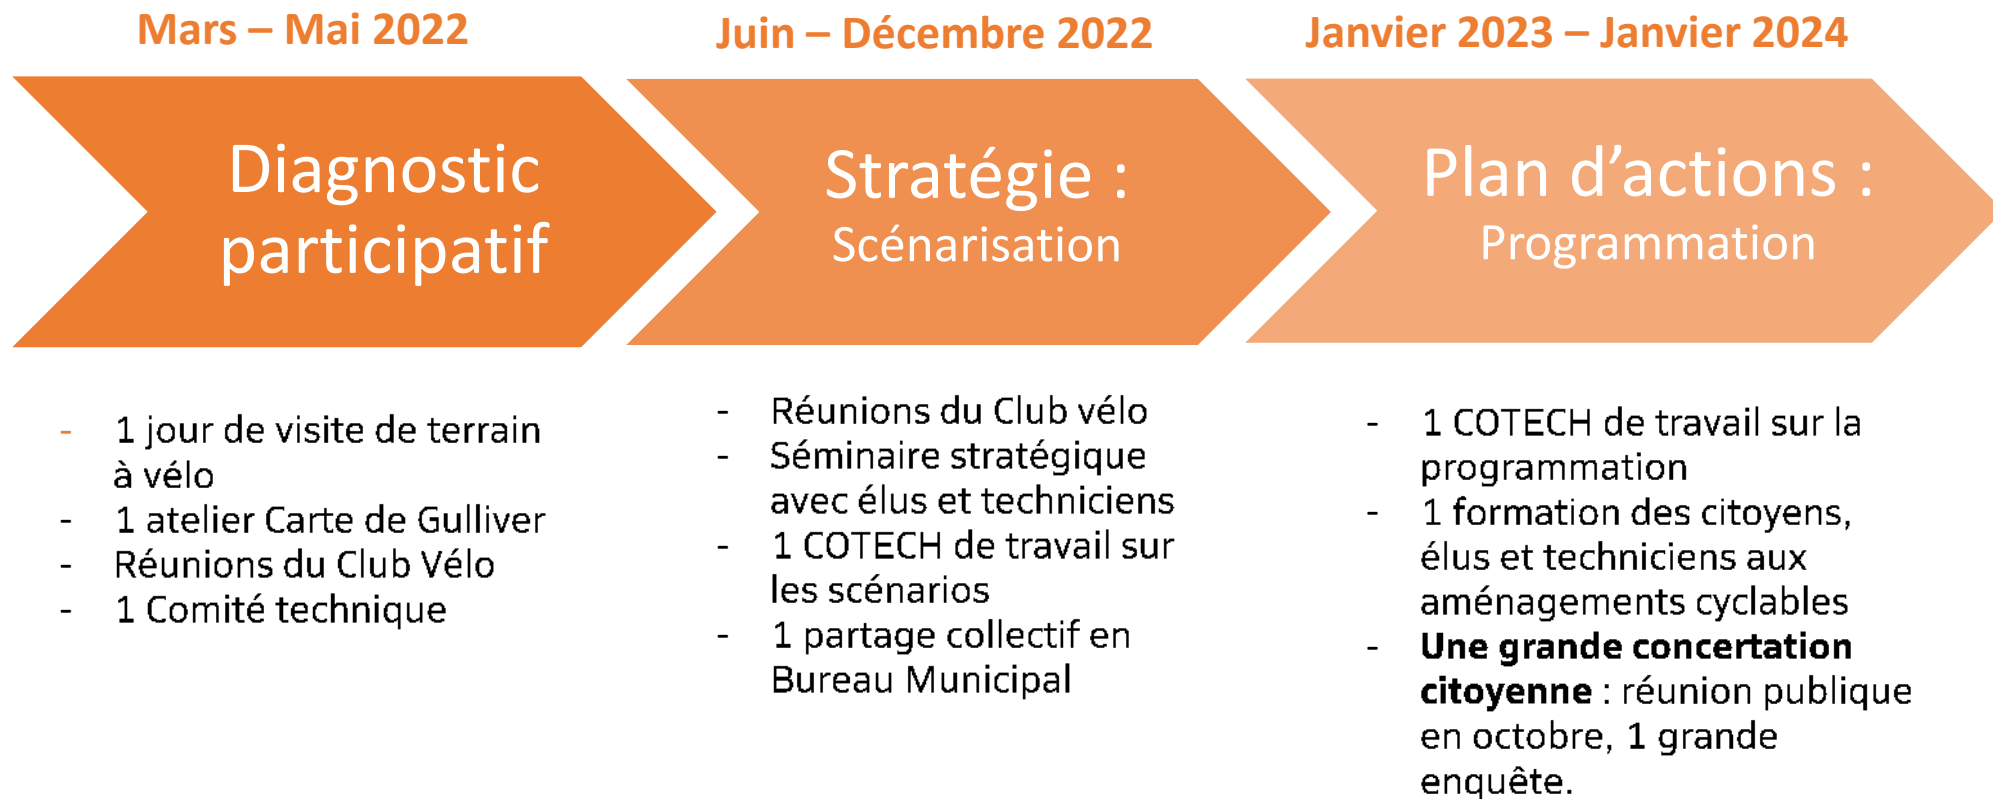 Mars – Mai 2022
Diagnostic
participatif
- 1 jour de visite de terrain
à vélo
- 1 atelier Carte de Gulliver
- Réunions du Club Vélo
- 1 Comité technique
Juin – Décembre 2022
Stratégie :
Scénarisation
- Réunions du Club vélo
- Séminaire stratégique
avec élus et techniciens
- 1 COTECH de travail sur
les scénarios
- 1 partage collectif en
Bureau Municipal
Janvier 2023 – Janvier 2024
Plan d’actions :
Programmation
- 1 COTECH de travail sur la
programmation
- 1 formation des citoyens,
élus et techniciens aux
aménagements cyclables
- Une grande concertation
citoyenne : réunion publique
en octobre, 1 grande
enquête.